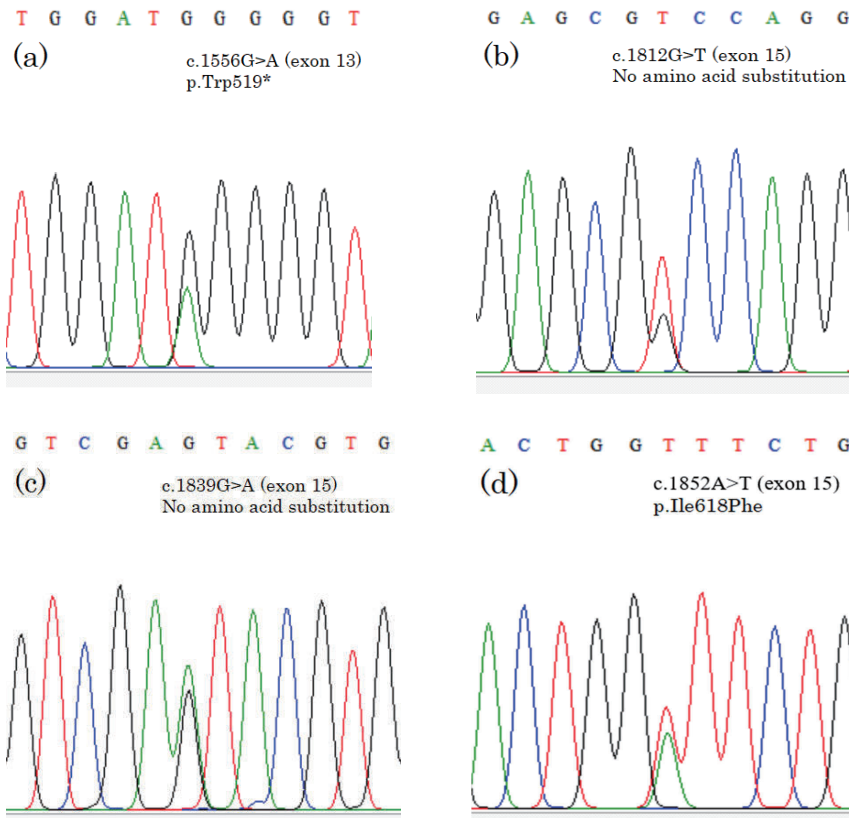 T G G A T G G G G G T
(a)
c.1556G>A (exon 13)
p.Trp519*
G A G C G T C C A G G
(b)
c.1812G>T (exon 15)
No amino acid substitution
G T C G A G T A C G T G
(c)
c.1839G>A (exon 15)
No amino acid substitution
A C T G G T T T C T G
(d)
c.1852A>T (exon 15)
p.Ile618Phe